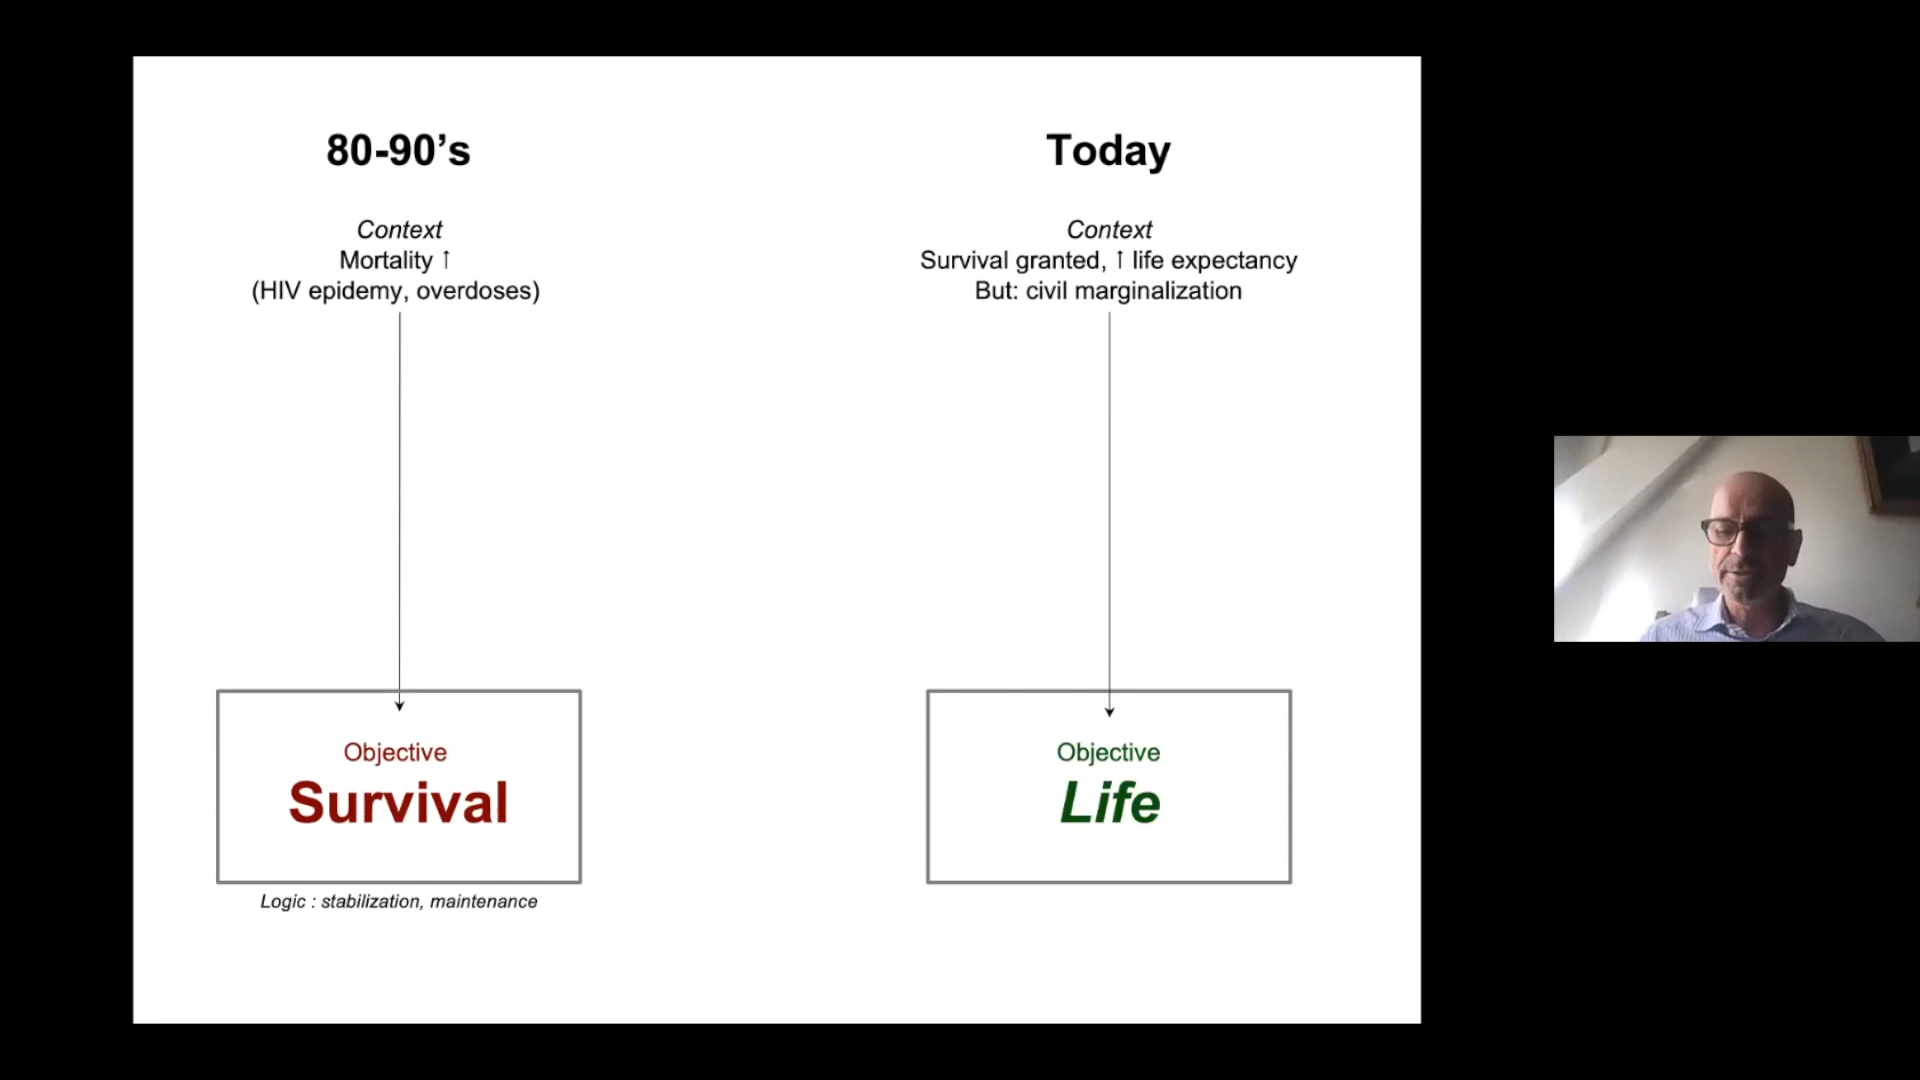 80-90’s
Context
Mortality ↑
(HIV epidemy, overdoses)
Objective
Survival
Logic : stabilization, maintenance
Today
Context
Survival granted, ↑ life expectancy
But: civil marginalization
Objective
Life